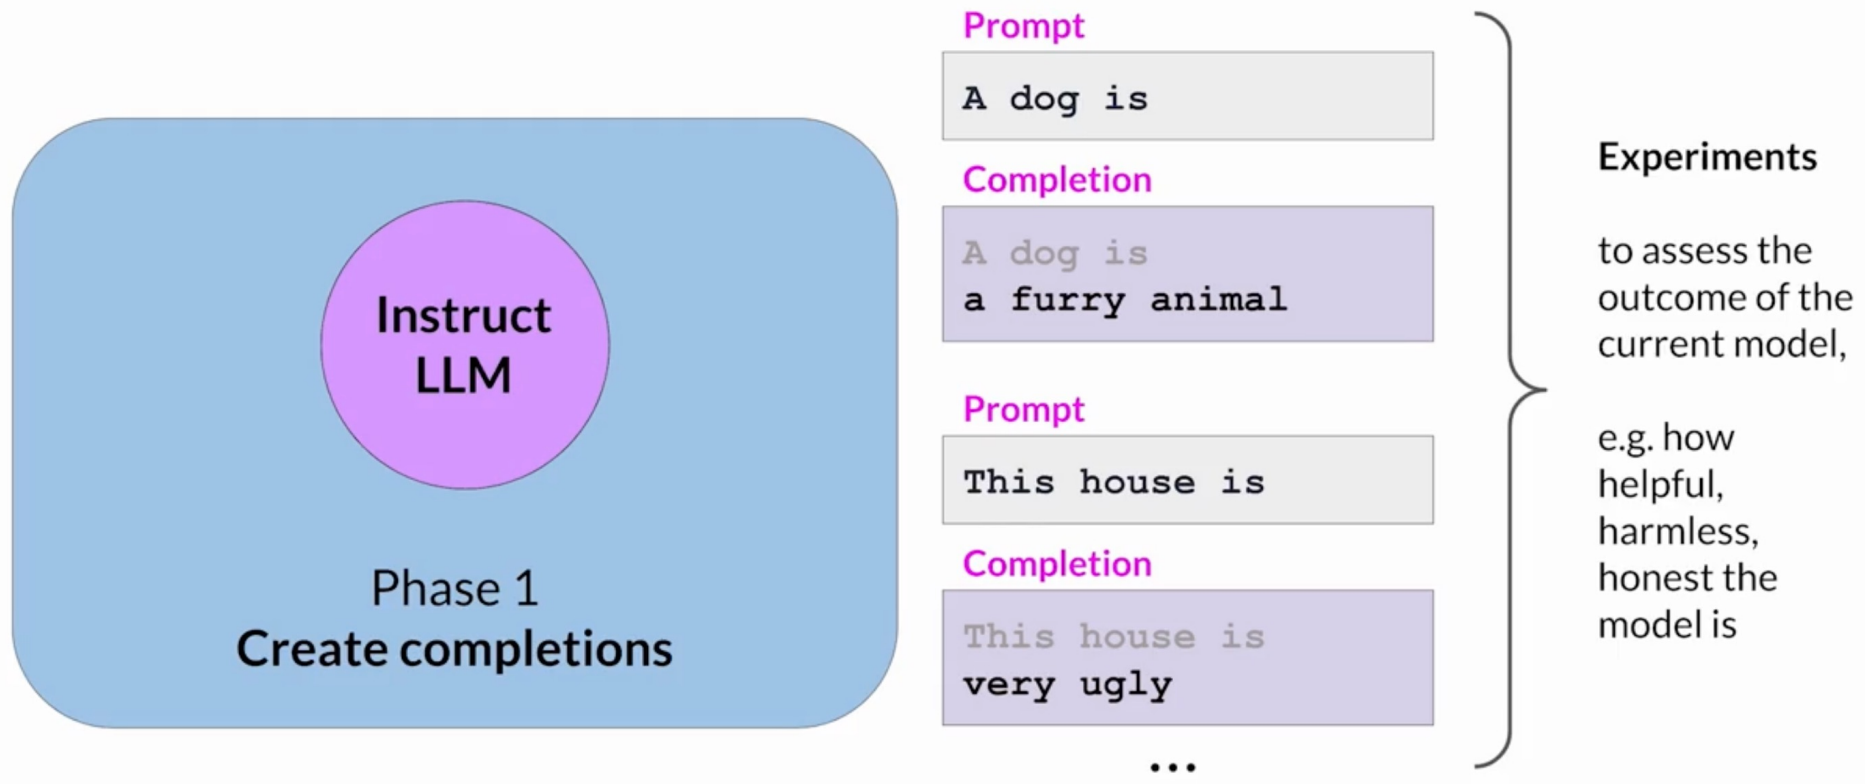 Instruct
LLM
Phase 1
Create completions
Prompt
A dog is
Completion
A dog is
a furry animal
Prompt
This house is
Completion
This house is
very ugly
...
Experiments
to assess the
outcome of the
current model,
e.g. how
helpful,
harmless,
honest the
model is